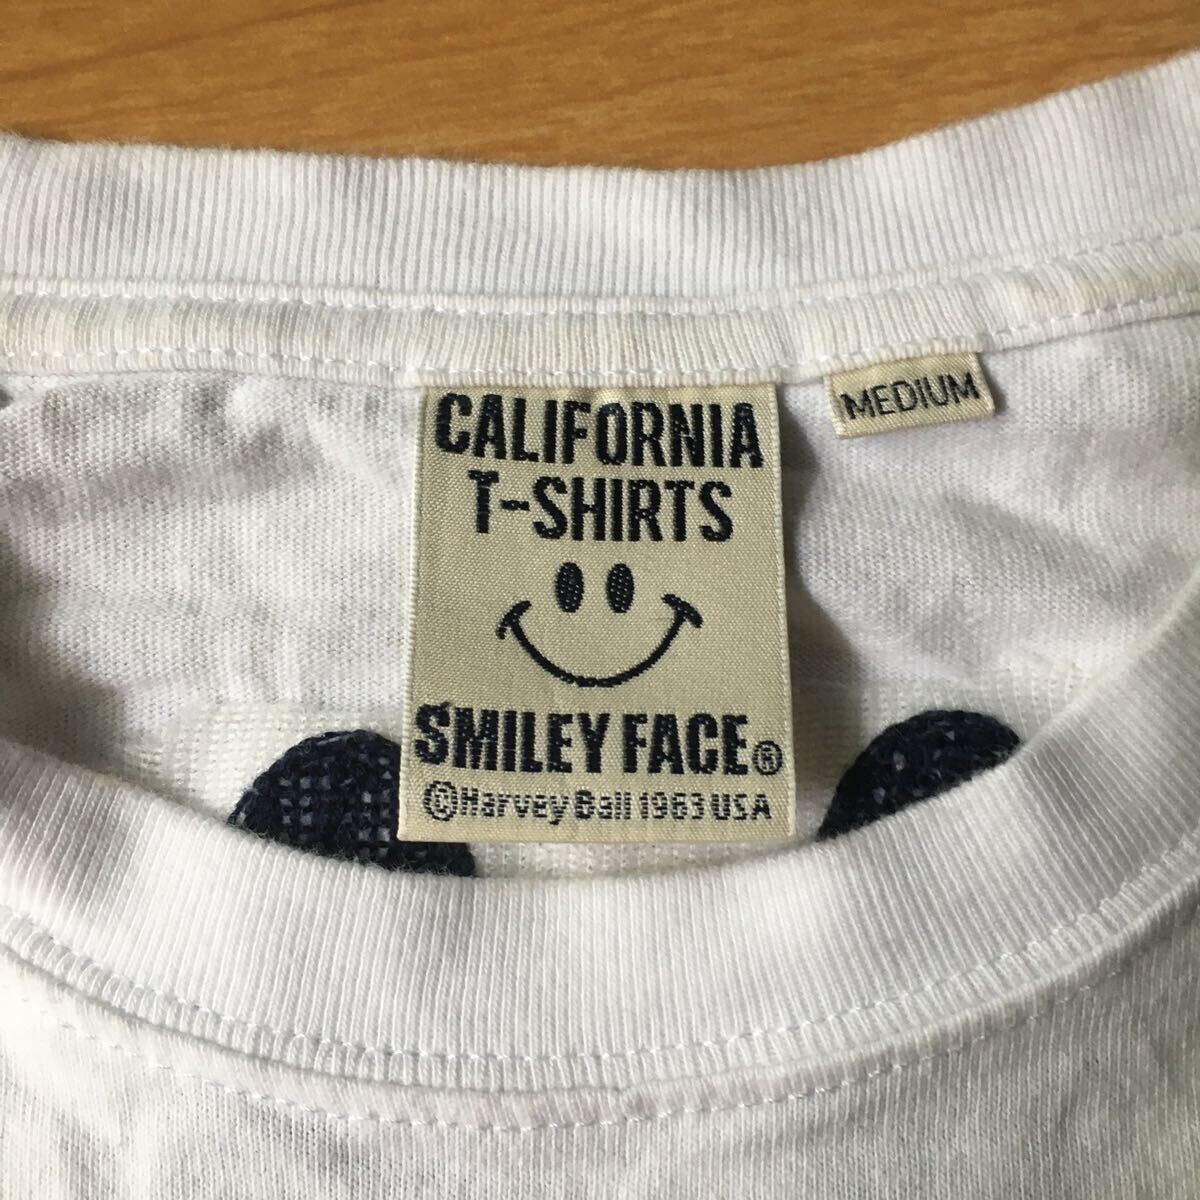 CALIFORNIA
T-SHIRTS
SMILEY FACE®
©Harvey Ball 1963 USA
MEDIUM